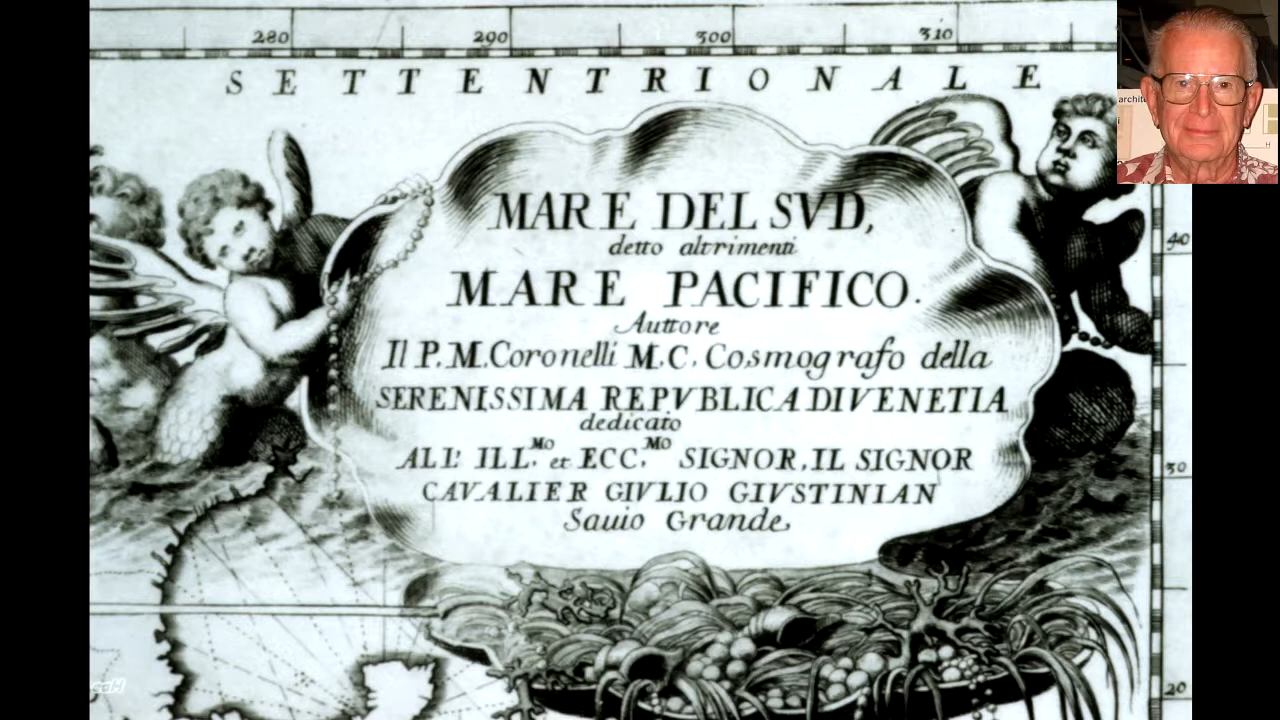 280 290 300 310
SETTENTRIONALE
MARE DEL SVD,
detto altrimenti
MARE PACIFICO.
Auttore
Il P. M. Coronelli M. C. Cosmografo della
SERENISSIMA REPVBLICA DI VENETIA
dedicato
ALL' ILL.MO et ECC.MO SIGNOR, IL SIGNOR
CAVALIER GIVLIO GIVSTINIAN
Sauio Grande,
40
30
20
archite
H